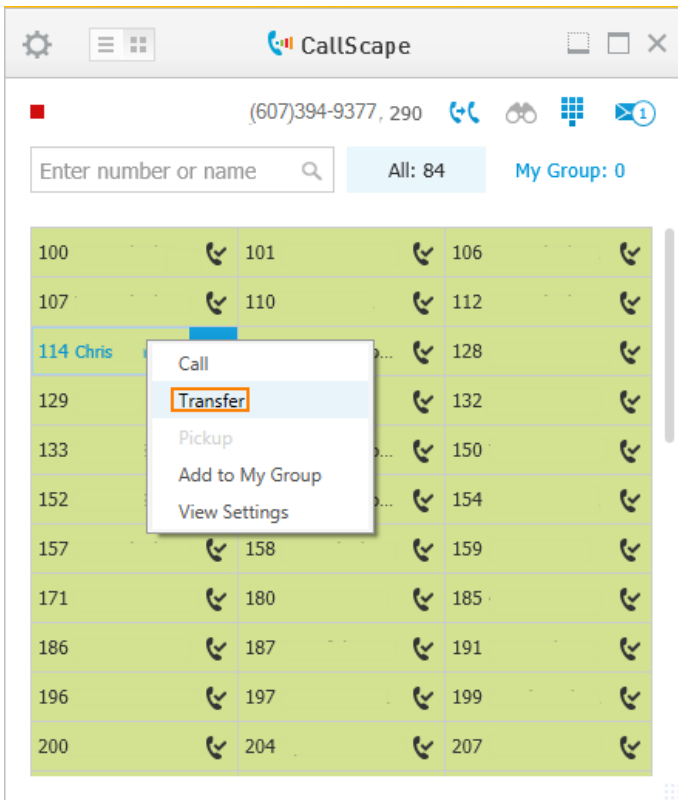 CallScape
(607)394-9377, 290
1
Enter number or name
All: 84
My Group: 0
100 101 106
107 110 112
114 Chris 128
Call
Transfer
Pickup
Add to My Group
View Settings
129 132
133 150
152 154
157 158 159
171 180 185
186 187 191
196 197 199
200 204 207